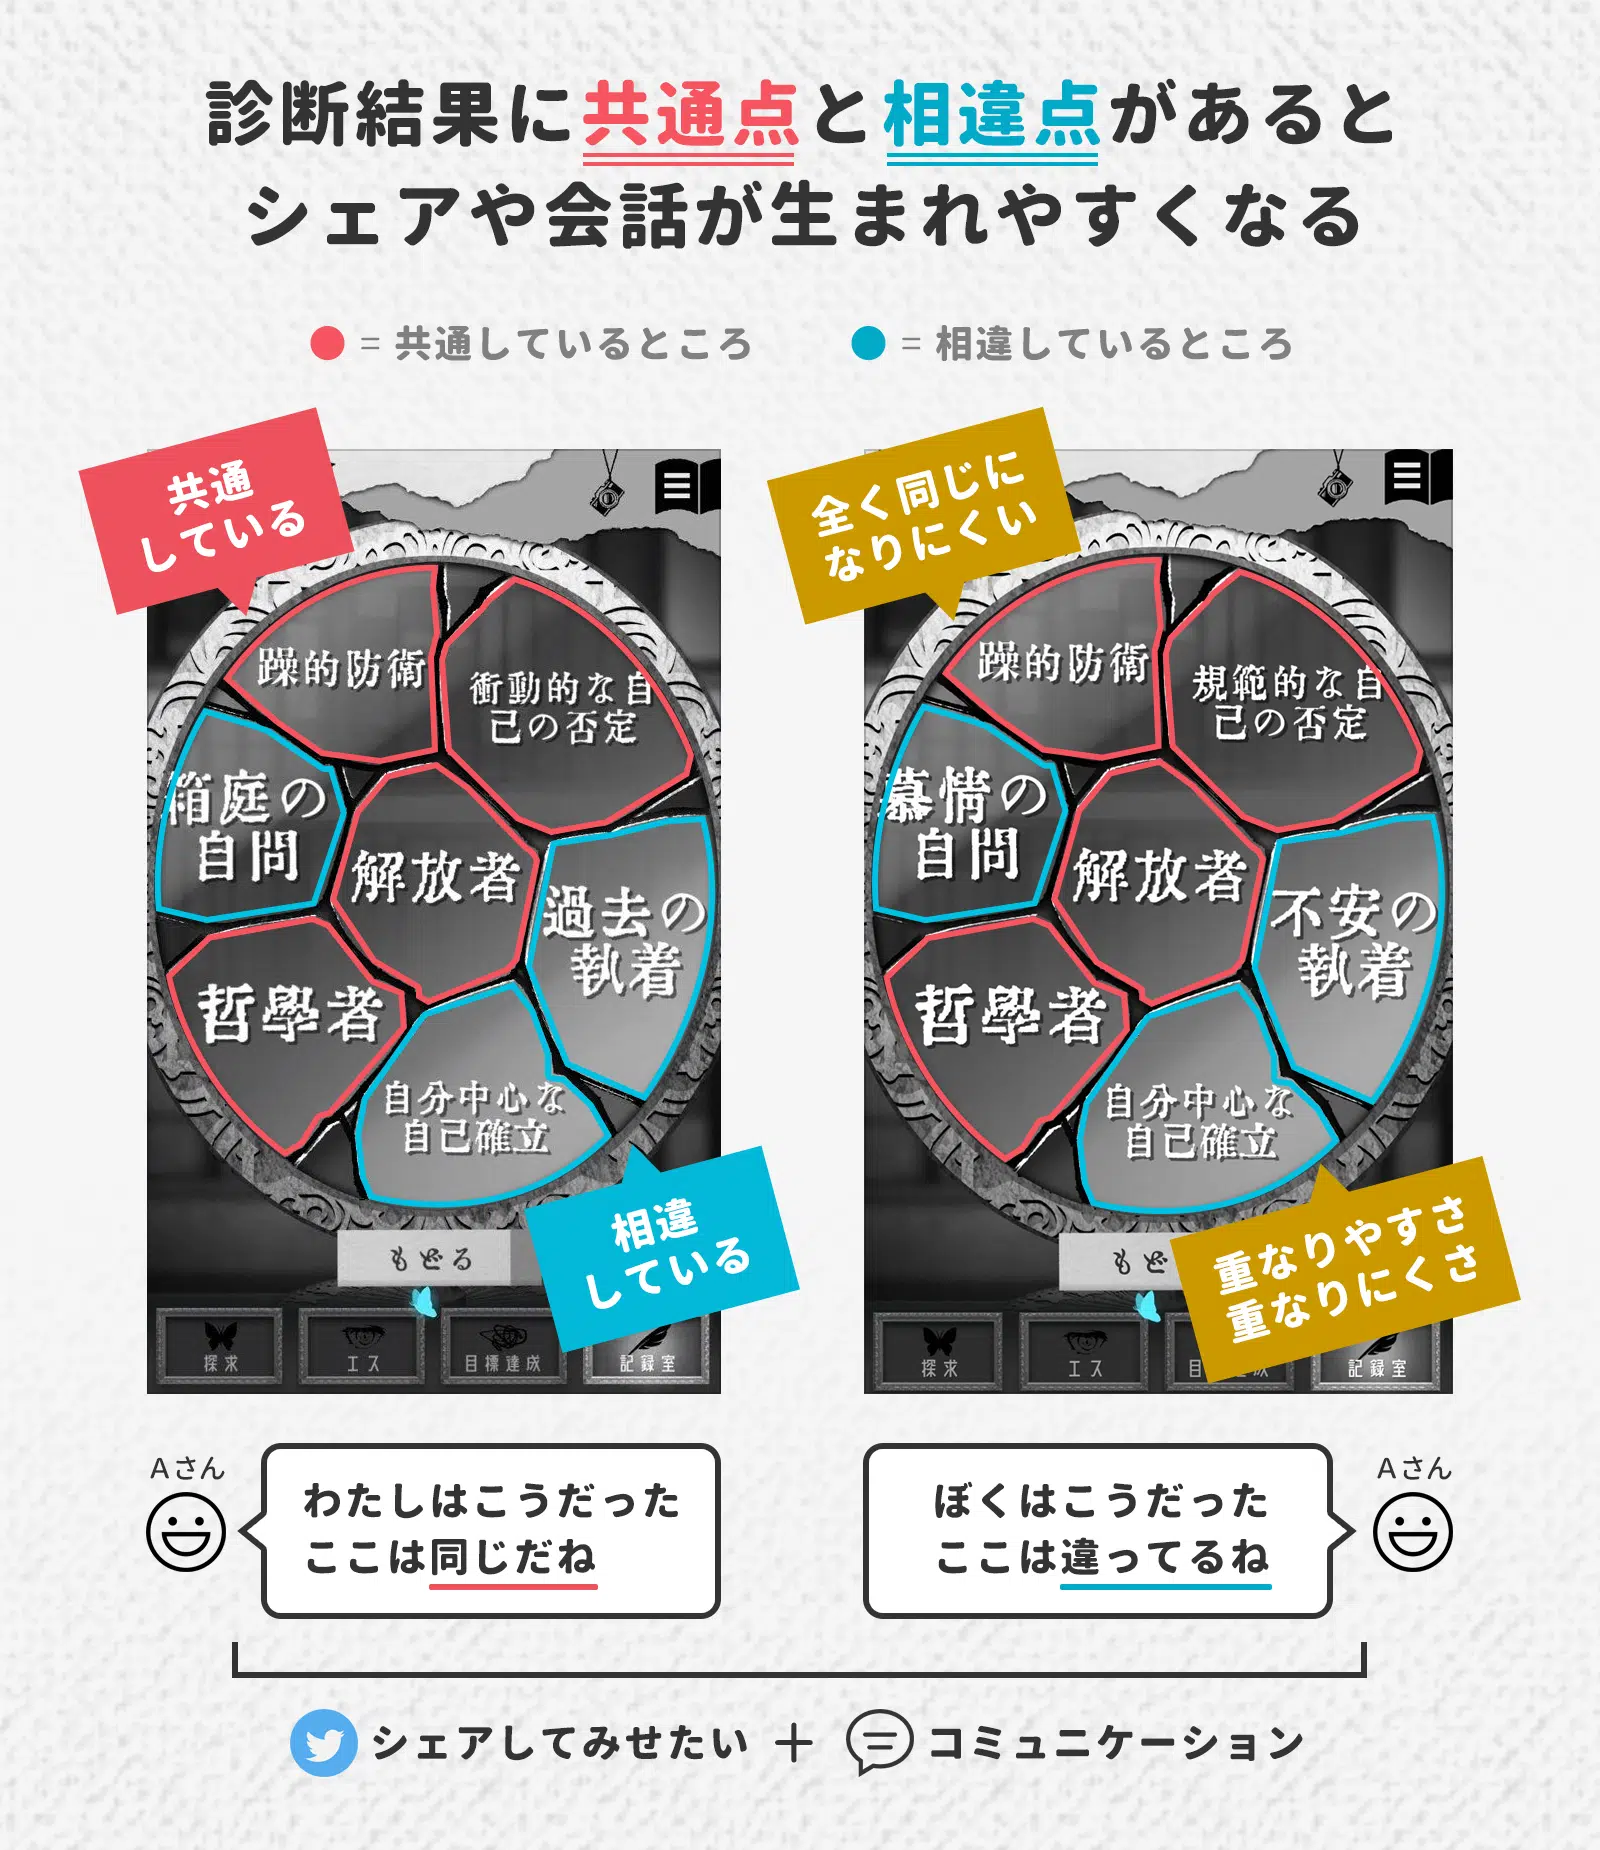 診断結果に共通点と相違点があると
シェアや会話が生まれやすくなる
= 共通しているところ
= 相違しているところ
共通
している
躁的防衛
衝動的な自
己の否定
箱庭の
自問
解放者
過去の
執着
哲學者
自分中心な
自己確立
相違
している
もどる
探求
エス
目標達成
記録室
全く同じに
なりにくい
躁的防衛
規範的な自
己の否定
慕情の
自問
解放者
不安の
執着
哲學者
自分中心な
自己確立
重なりやすさ
重なりにくさ
もど
探求
エス
記録室
Aさん
わたしはこうだった
ここは同じだね
ぼくはこうだった
ここは違ってるね
Aさん
シェアしてみせたい + コミュニケーション